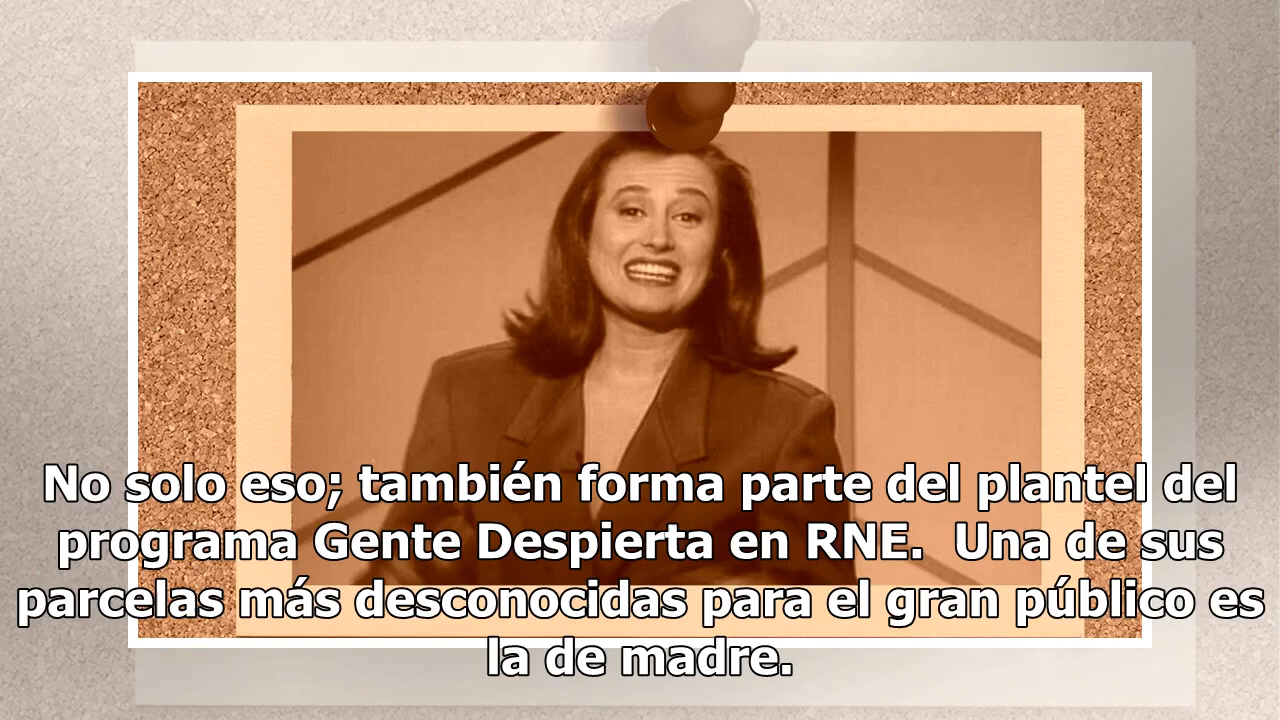 No solo eso; también forma parte del plantel del
programa Gente Despierta en RNE.  Una de sus
parcelas más desconocidas para el gran público es
la de madre.